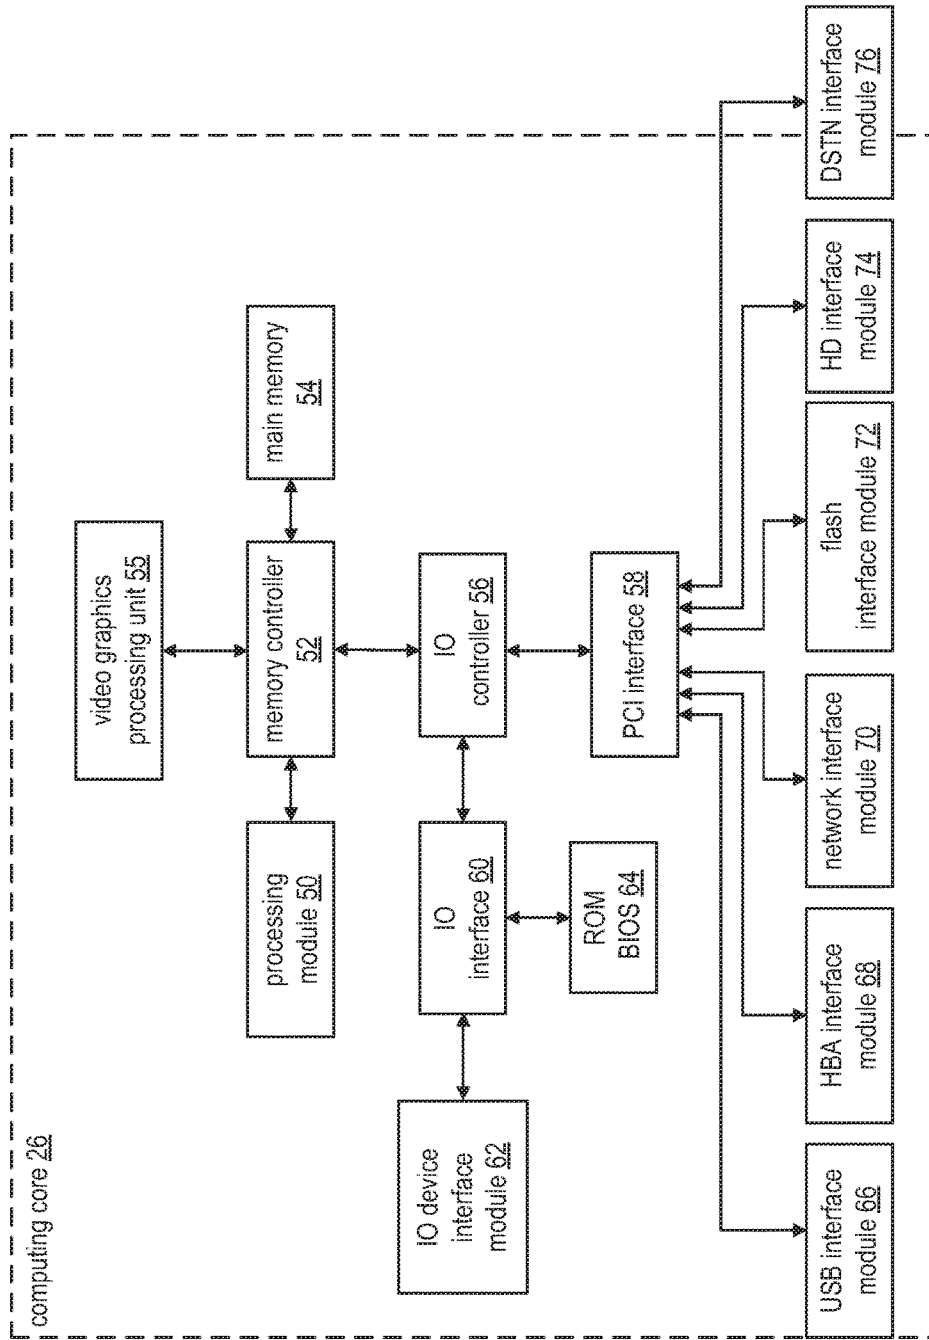 computing core 26
video graphics
processing unit 55
processing
module 50
memory controller
52
main memory
54
IO device
interface
module 62
IO
interface 60
IO
controller 56
ROM
BIOS 64
PCI interface 58
USB interface
module 66
HBA interface
module 68
network interface
module 70
flash
interface module 72
HD interface
module 74
DSTN interface
module 76